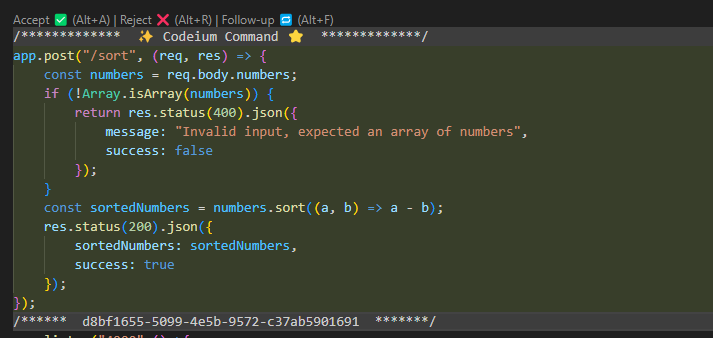 Accept ✅ (Alt+A) | Reject ❌ (Alt+R) | Follow-up 🔁 (Alt+F)
/************* ✨ Codeium Command ⭐ *************/
app.post("/sort", (req, res) => {
    const numbers = req.body.numbers;
    if (!Array.isArray(numbers)) {
        return res.status(400).json({
            message: "Invalid input, expected an array of numbers",
            success: false
        });
    }
    const sortedNumbers = numbers.sort((a, b) => a - b);
    res.status(200).json({
        sortedNumbers: sortedNumbers,
        success: true
    });
});
/****** d8bf1655-5099-4e5b-9572-c37ab5901691 *******/